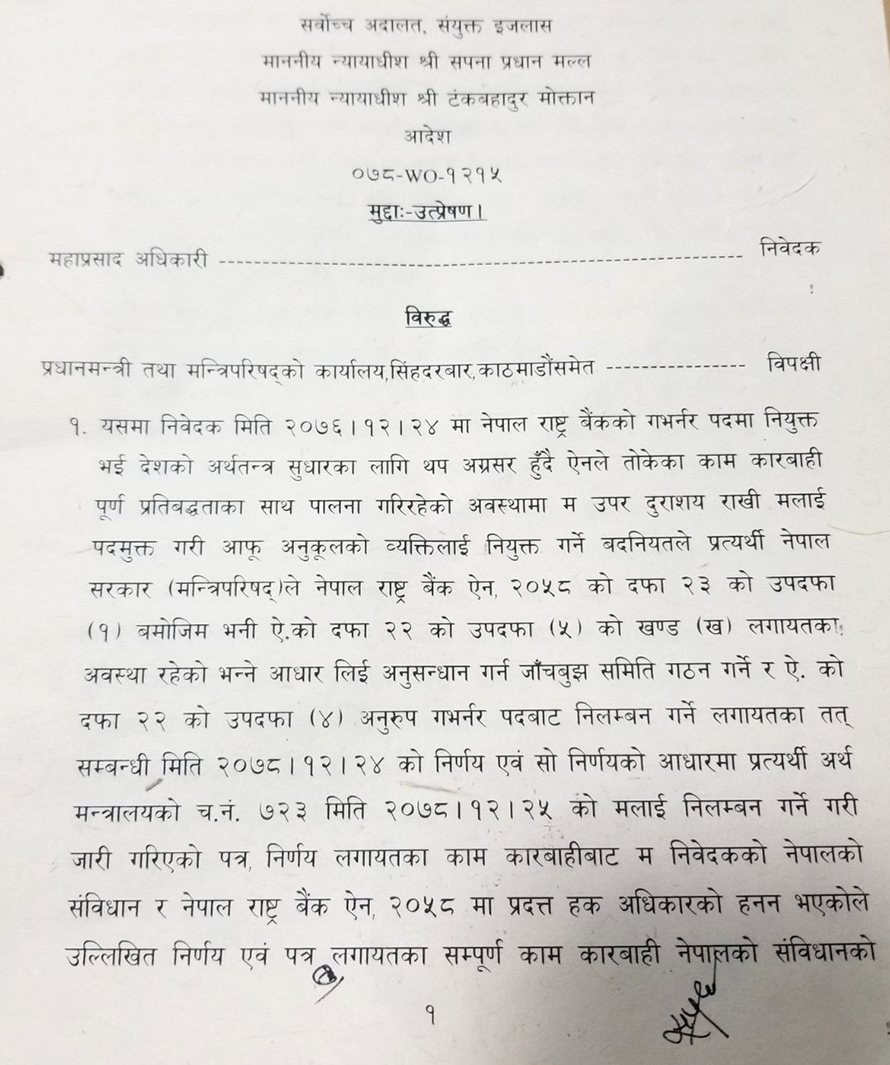 सर्वोच्च अदालत, संयुक्त इजलास
माननीय न्यायाधीश श्री सपना प्रधान मल्ल
माननीय न्यायाधीश श्री टंकबहादुर मोक्तान
आदेश
०७८-WO-१२१५
मुद्दाः-उत्प्रेषण।
महाप्रसाद अधिकारी ------------------------------------------------------------ निवेदक
विरुद्ध
प्रधानमन्त्री तथा मन्त्रिपरिषद्को कार्यालय,सिंहदरबार,काठमाडौंसमेत ---------------- विपक्षी
१. यसमा निवेदक मिति २०७६।१२।२४ मा नेपाल राष्ट्र बैंकको गभर्नर पदमा नियुक्त
भई देशको अर्थतन्त्र सुधारका लागि थप अग्रसर हुँदै ऐनले तोकेका काम कारबाही
पूर्ण प्रतिबद्धताका साथ पालना गरिरहेको अवस्थामा म उपर दुराशय राखी मलाई
पदमुक्त गरी आफू अनुकूलको व्यक्तिलाई नियुक्त गर्ने बदनियतले प्रत्यर्थी नेपाल
सरकार (मन्त्रिपरिषद्)ले नेपाल राष्ट्र बैंक ऐन, २०५८ को दफा २३ को उपदफा
(१) बमोजिम भनी ऐ.को दफा २२ को उपदफा (५) को खण्ड (ख) लगायतका
अवस्था रहेको भन्ने आधार लिई अनुसन्धान गर्न जाँचबुझ समिति गठन गर्ने र ऐ. को
दफा २२ को उपदफा (४) अनुरुप गभर्नर पदबाट निलम्बन गर्ने लगायतका तत्
सम्बन्धी मिति २०७८।१२।२४ को निर्णय एवं सो निर्णयको आधारमा प्रत्यर्थी अर्थ
मन्त्रालयको च.नं. ७२३ मिति २०७८।१२।२५ को मलाई निलम्बन गर्ने गरी
जारी गरिएको पत्र, निर्णय लगायतका काम कारबाहीबाट म निवेदकको नेपालको
संविधान र नेपाल राष्ट्र बैंक ऐन, २०५८ मा प्रदत्त हक अधिकारको हनन भएकोले
उल्लिखित निर्णय एवं पत्र लगायतका सम्पूर्ण काम कारबाही नेपालको संविधानको
१